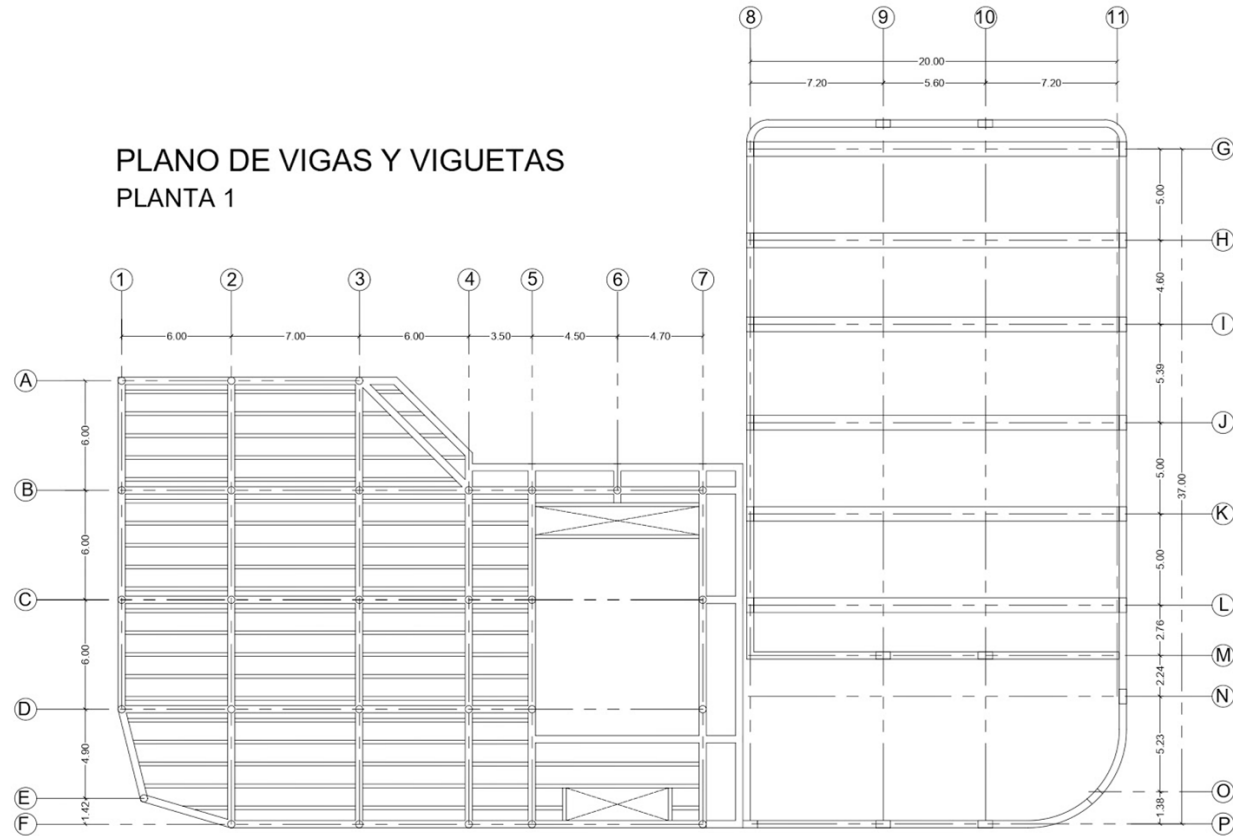 8 9 10 11
20.00
7.20 5.60 7.20
PLANO DE VIGAS Y VIGUETAS
PLANTA 1
G
5.00
H
4.60
1 2 3 4 5 6 7
I
6.00 7.00 6.00 3.50 4.50 4.70
5.39
A
J
6.00
5.00
37.00
B
K
6.00
5.00
C
L
6.00
2.76
M
2.24
D
N
4.90
5.23
E
O
1.42
1.38
F
P